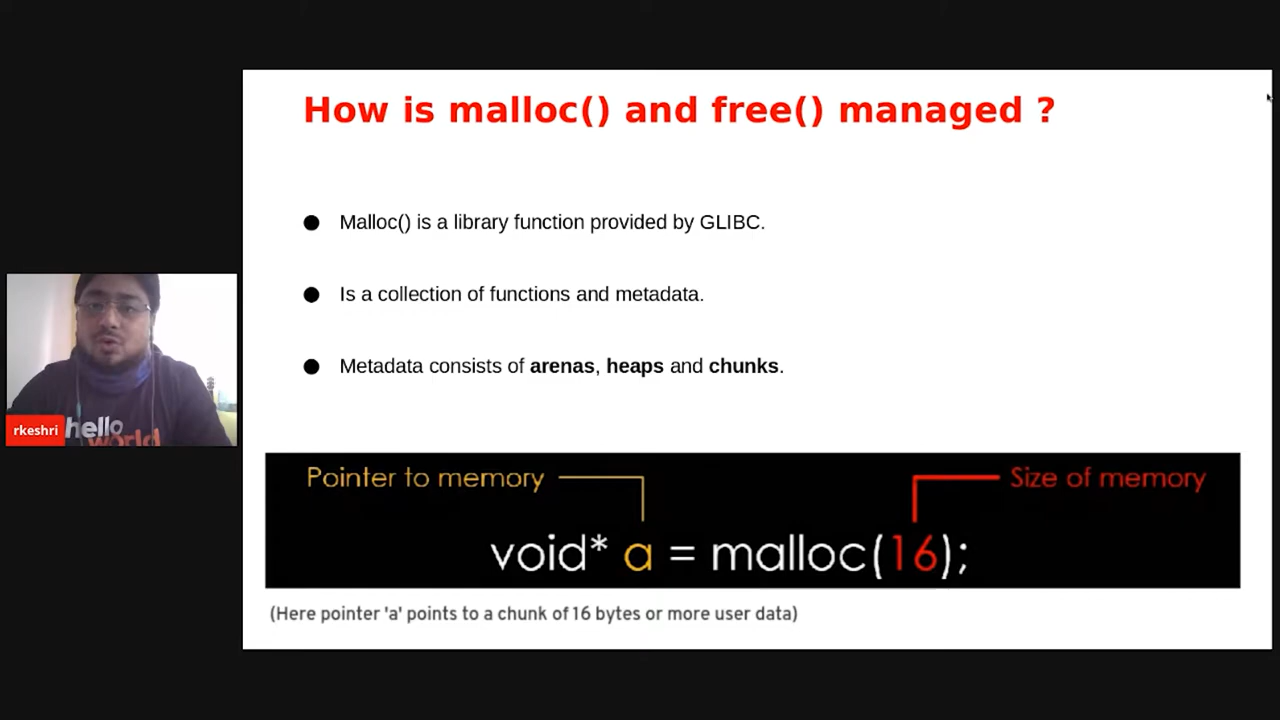 How is malloc() and free() managed ?
● Malloc() is a library function provided by GLIBC.
● Is a collection of functions and metadata.
● Metadata consists of arenas, heaps and chunks.
rkeshri
hello
world
Pointer to memory
Size of memory
void* a = malloc(16);
(Here pointer 'a' points to a chunk of 16 bytes or more user data)